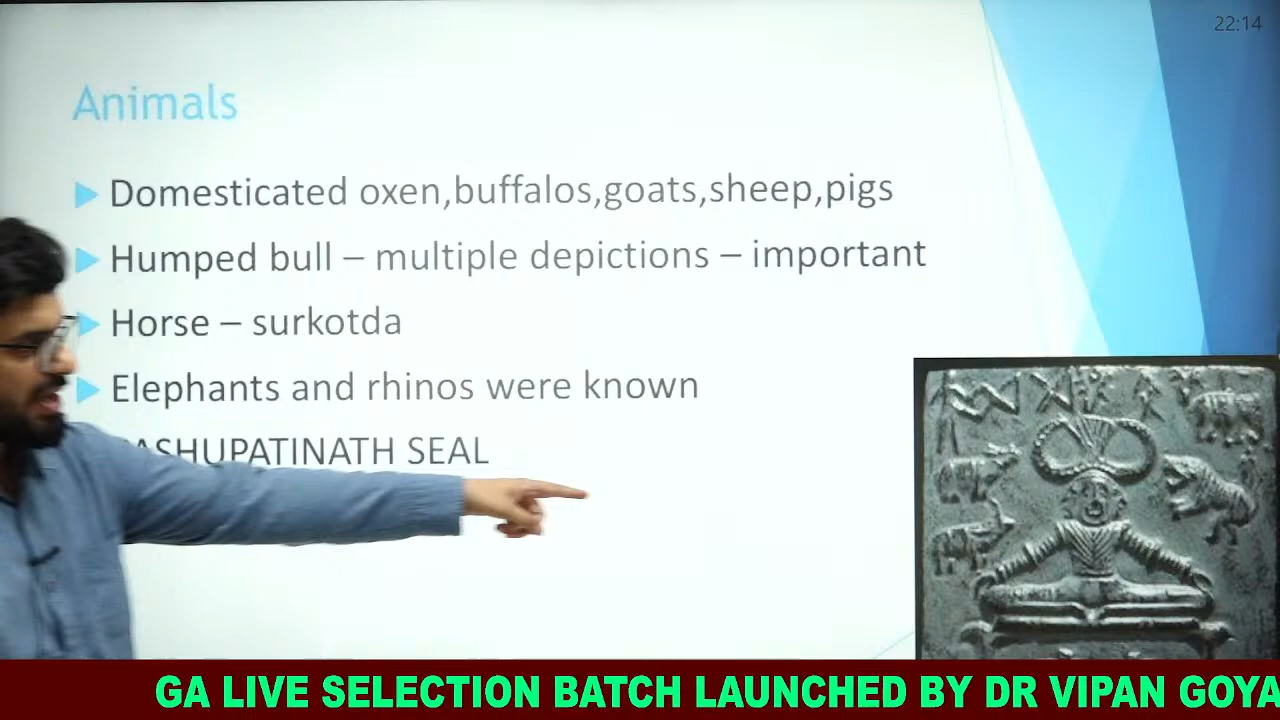 22:14
Animals
Domesticated oxen,buffalos,goats,sheep,pigs
Humped bull – multiple depictions – important
Horse – surkotda
Elephants and rhinos were known
ASHUPATINATH SEAL
GA LIVE SELECTION BATCH LAUNCHED BY DR VIPAN GOYA